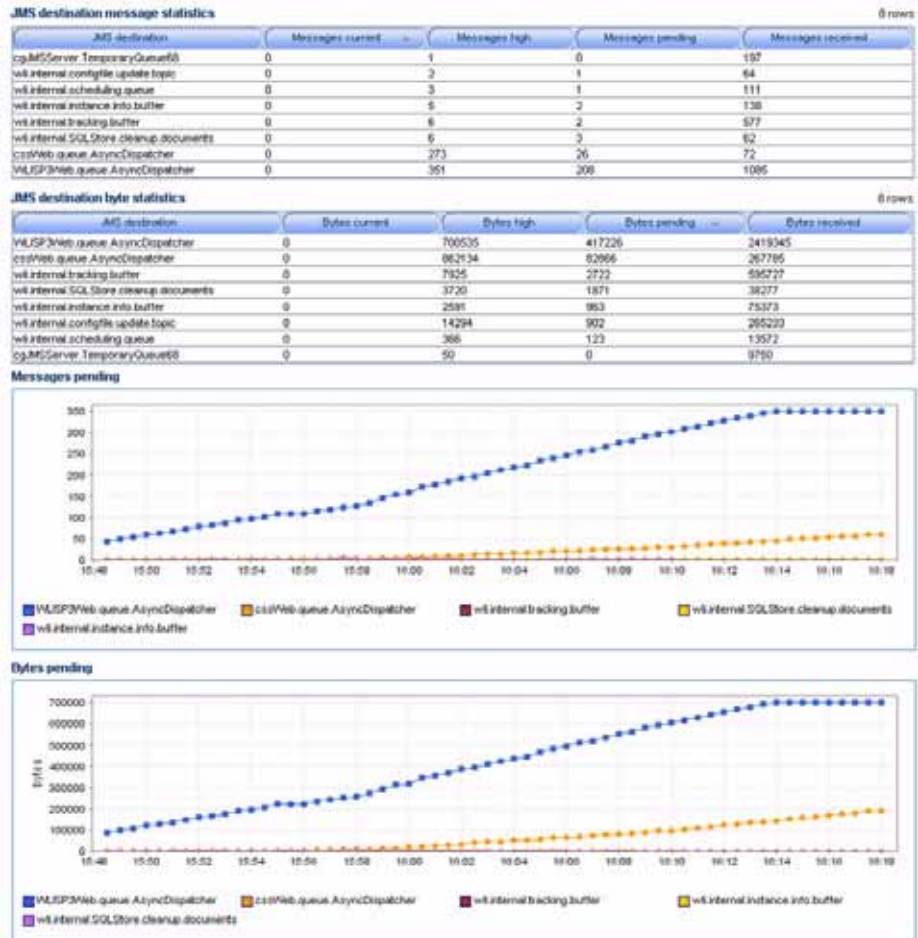 JMS destination message statistics 8 rows
JMS destination Messages current Messages high Messages pending Messages received
cgJMSServer.TemporaryQueue68 0 1 0 197
wli.internal.configfile.update.topic 0 2 1 64
wli.internal.scheduling.queue 0 3 1 111
wli.internal.instance.info.buffer 0 5 2 138
wli.internal.tracking.buffer 0 6 2 577
wli.internal.SQLStore.cleanup.documents 0 6 3 62
cssWeb.queue.AsyncDispatcher 0 273 26 72
WLISP3Web.queue.AsyncDispatcher 0 351 208 1085
JMS destination byte statistics 8 rows
JMS destination Bytes current Bytes high Bytes pending Bytes received
WLISP3Web.queue.AsyncDispatcher 0 700535 417226 2419345
cssWeb.queue.AsyncDispatcher 0 862134 82866 267785
wli.internal.tracking.buffer 0 7925 2722 595727
wli.internal.SQLStore.cleanup.documents 0 3720 1871 38277
wli.internal.instance.info.buffer 0 2591 963 75373
wli.internal.configfile.update.topic 0 14294 902 265233
wli.internal.scheduling.queue 0 366 123 13572
cgJMSServer.TemporaryQueue68 0 50 0 9750
Messages pending
350
300
250
200
150
100
50
0
15:48 15:50 15:52 15:54 15:56 15:58 16:00 16:02 16:04 16:06 16:08 16:10 16:12 16:14 16:16 16:18
WLISP3Web.queue.AsyncDispatcher cssWeb.queue.AsyncDispatcher wli.internal.tracking.buffer wli.internal.SQLStore.cleanup.documents
wli.internal.instance.info.buffer
Bytes pending
700000
600000
500000
400000
300000
200000
100000
0
bytes
15:48 15:50 15:52 15:54 15:56 15:58 16:00 16:02 16:04 16:06 16:08 16:10 16:12 16:14 16:16 16:18
WLISP3Web.queue.AsyncDispatcher cssWeb.queue.AsyncDispatcher wli.internal.tracking.buffer wli.internal.instance.info.buffer
wli.internal.SQLStore.cleanup.documents